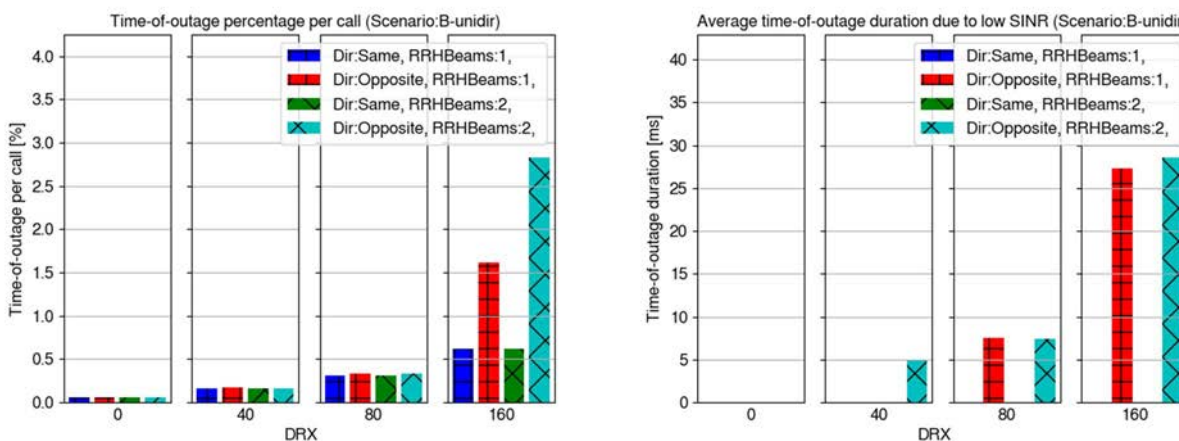 Time-of-outage percentage per call (Scenario:B-unidir)
Time-of-outage per call [%]
4.0
3.5
3.0
2.5
2.0
1.5
1.0
0.5
0.0
Dir:Same, RRHBeams:1,
Dir:Opposite, RRHBeams:1,
Dir:Same, RRHBeams:2,
Dir:Opposite, RRHBeams:2,
0
40
80
160
DRX
Average time-of-outage duration due to low SINR (Scenario:B-unidir
Time-of-outage duration [ms]
40
35
30
25
20
15
10
5
0
Dir:Same, RRHBeams:1,
Dir:Opposite, RRHBeams:1,
Dir:Same, RRHBeams:2,
Dir:Opposite, RRHBeams:2,
0
40
80
160
DRX